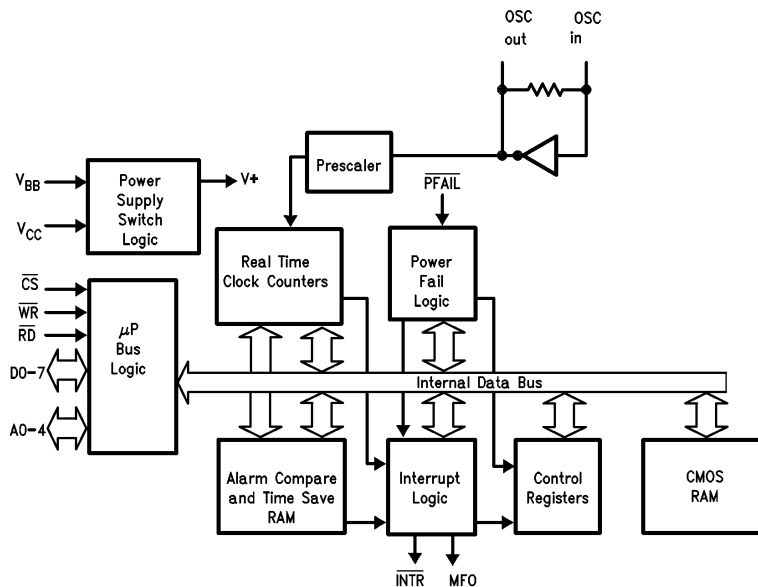 OSC out
OSC in
Prescaler
V_BB
V_CC
Power
Supply
Switch
Logic
V+
PFAIL
Real Time
Clock Counters
Power
Fail
Logic
CS
WR
RD
D0-7
A0-4
μP
Bus
Logic
Internal Data Bus
Alarm Compare
and Time Save
RAM
Interrupt
Logic
Control
Registers
CMOS
RAM
INTR
MFO